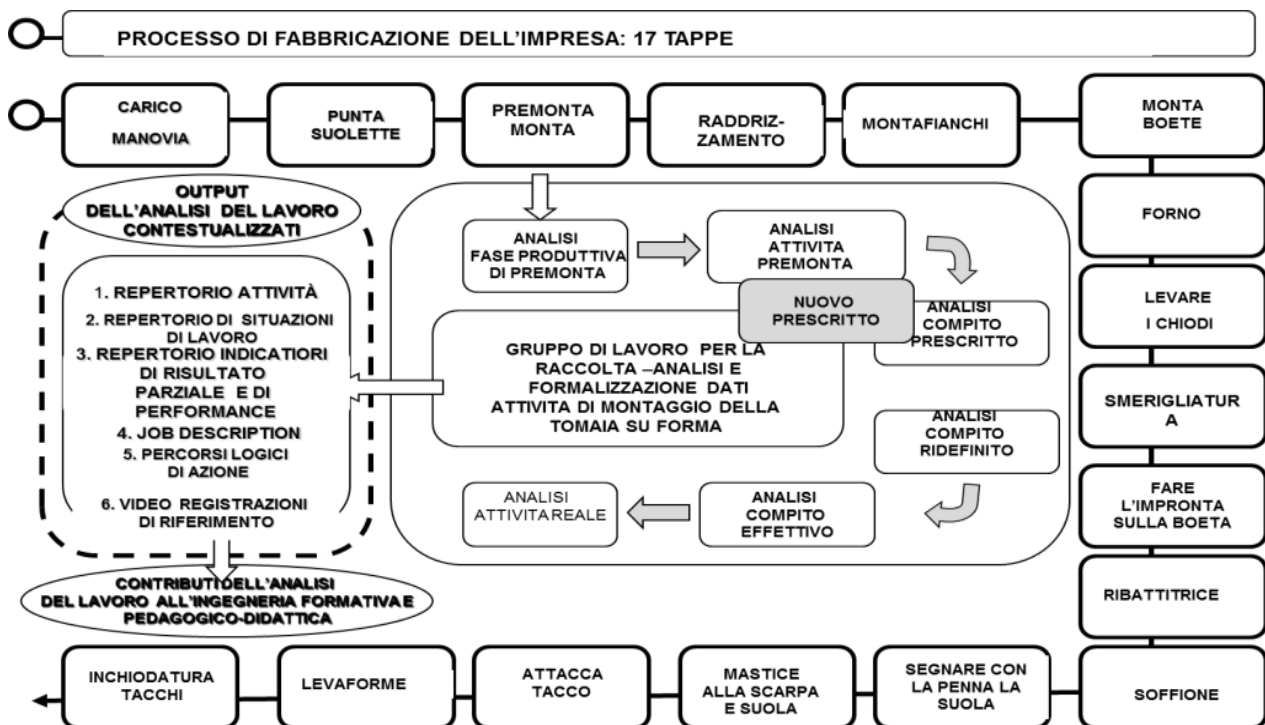 PROCESSO DI FABBRICAZIONE DELL'IMPRESA: 17 TAPPE
CARICO
MANOVIA
PUNTA
SUOLETTE
PREMONTA
MONTA
RADDRIZ-
ZAMENTO
MONTAFIANCHI
MONTA
BOETE
FORNO
LEVARE
I CHIODI
SMERIGLIATUR
A
FARE
L'IMPRONTA
SULLA BOETA
RIBATTITRICE
SOFFIONE
SEGNARE CON
LA PENNA LA
SUOLA
MASTICE
ALLA SCARPA
E SUOLA
ATTACCA
TACCO
LEVAFORME
INCHIODATURA
TACCHI
ANALISI
FASE PRODUTTIVA
DI PREMONTA
ANALISI
ATTIVITA
PREMONTA
NUOVO
PRESCRITTO
ANALISI
COMPITO
PRESCRITTO
GRUPPO DI LAVORO PER LA
RACCOLTA –ANALISI E
FORMALIZZAZIONE DATI
ATTIVITA DI MONTAGGIO DELLA
TOMAIA SU FORMA
ANALISI
COMPITO
RIDEFINITO
ANALISI
COMPITO
EFFETTIVO
ANALISI
ATTIVITA REALE
OUTPUT
DELL'ANALISI DEL LAVORO
CONTESTUALIZZATI
1. REPERTORIO ATTIVITÀ
2. REPERTORIO DI SITUAZIONI
DI LAVORO
3. REPERTORIO INDICATIORI
DI RISULTATO
PARZIALE E DI
PERFORMANCE
4. JOB DESCRIPTION
5. PERCORSI LOGICI
DI AZIONE
6. VIDEO REGISTRAZIONI
DI RIFERIMENTO
CONTRIBUTI DELL'ANALISI
DEL LAVORO ALL'INGEGNERIA FORMATIVA E
PEDAGOGICO-DIDATTICA